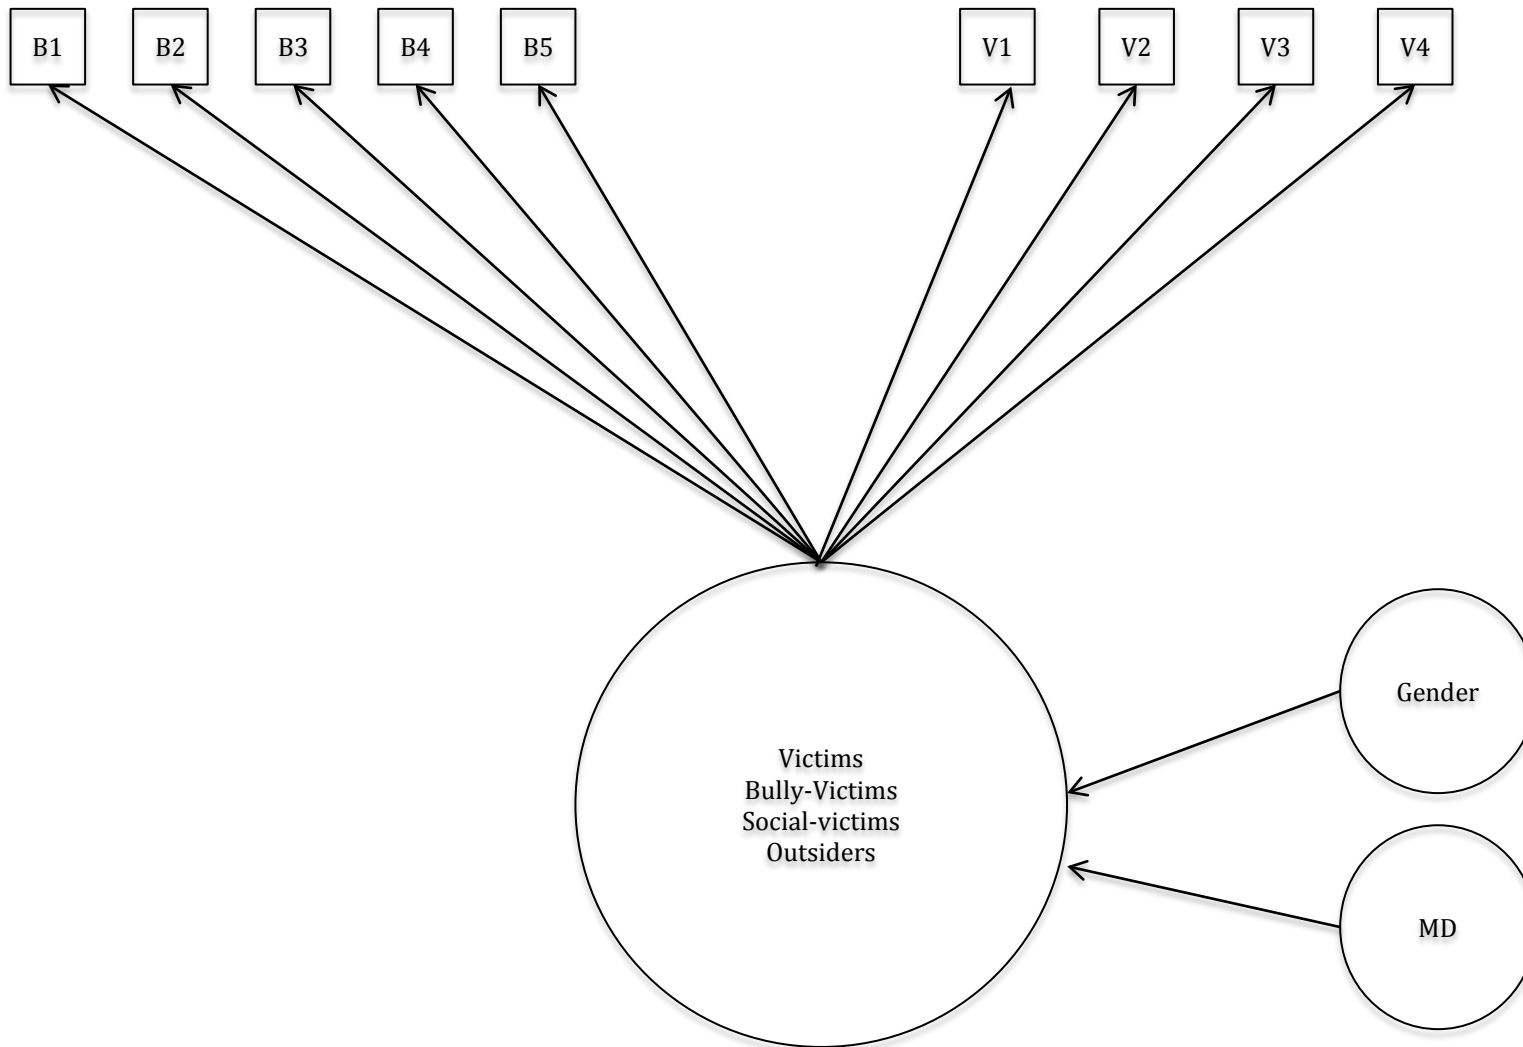 B1
B2
B3
B4
B5
V1
V2
V3
V4
Victims
Bully-Victims
Social-victims
Outsiders
Gender
MD